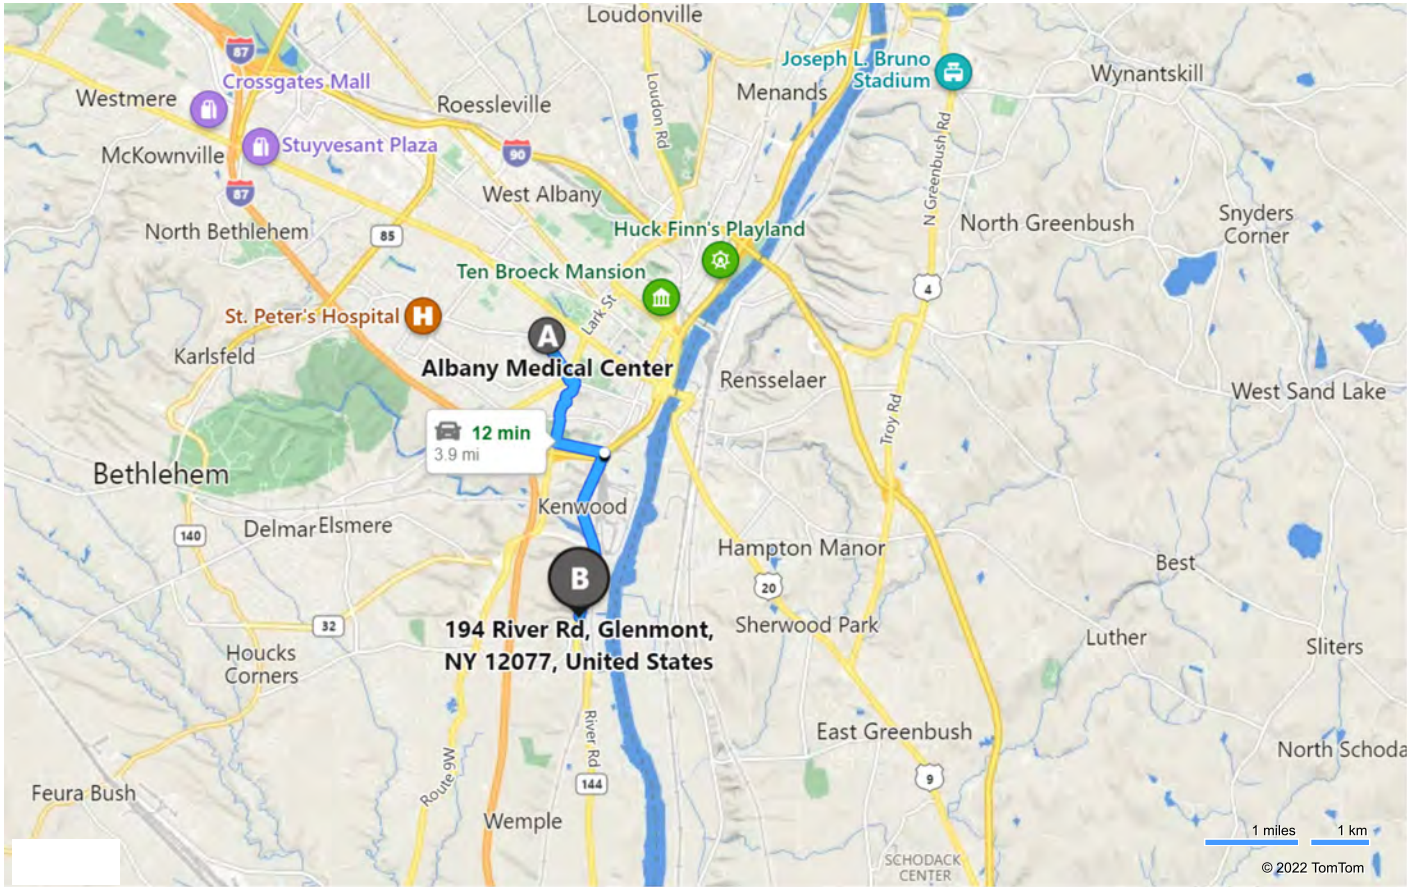 Loudonville
87
Crossgates Mall
Westmere
Joseph L. Bruno
Stadium
Wynantskill
Menands
Roessleville
Loudon Rd
N Greenbush Rd
Stuyvesant Plaza
McKownville
90
87
West Albany
North Bethlehem
85
Huck Finn's Playland
North Greenbush
Snyders
Corner
Ten Broeck Mansion
4
Lark St
St. Peter's Hospital
H
A
Karlsfeld
Albany Medical Center
Rensselaer
West Sand Lake
Troy Rd
12 min
3.9 mi
Bethlehem
Kenwood
Delmar
Elsmere
140
Hampton Manor
Best
B
20
32
194 River Rd, Glenmont,
NY 12077, United States
Sherwood Park
Luther
Sliters
Houcks
Corners
East Greenbush
River Rd
North Schoda
Route 9W
144
9
Feura Bush
Wemple
1 miles
1 km
SCHODACK
CENTER
© 2022 TomTom